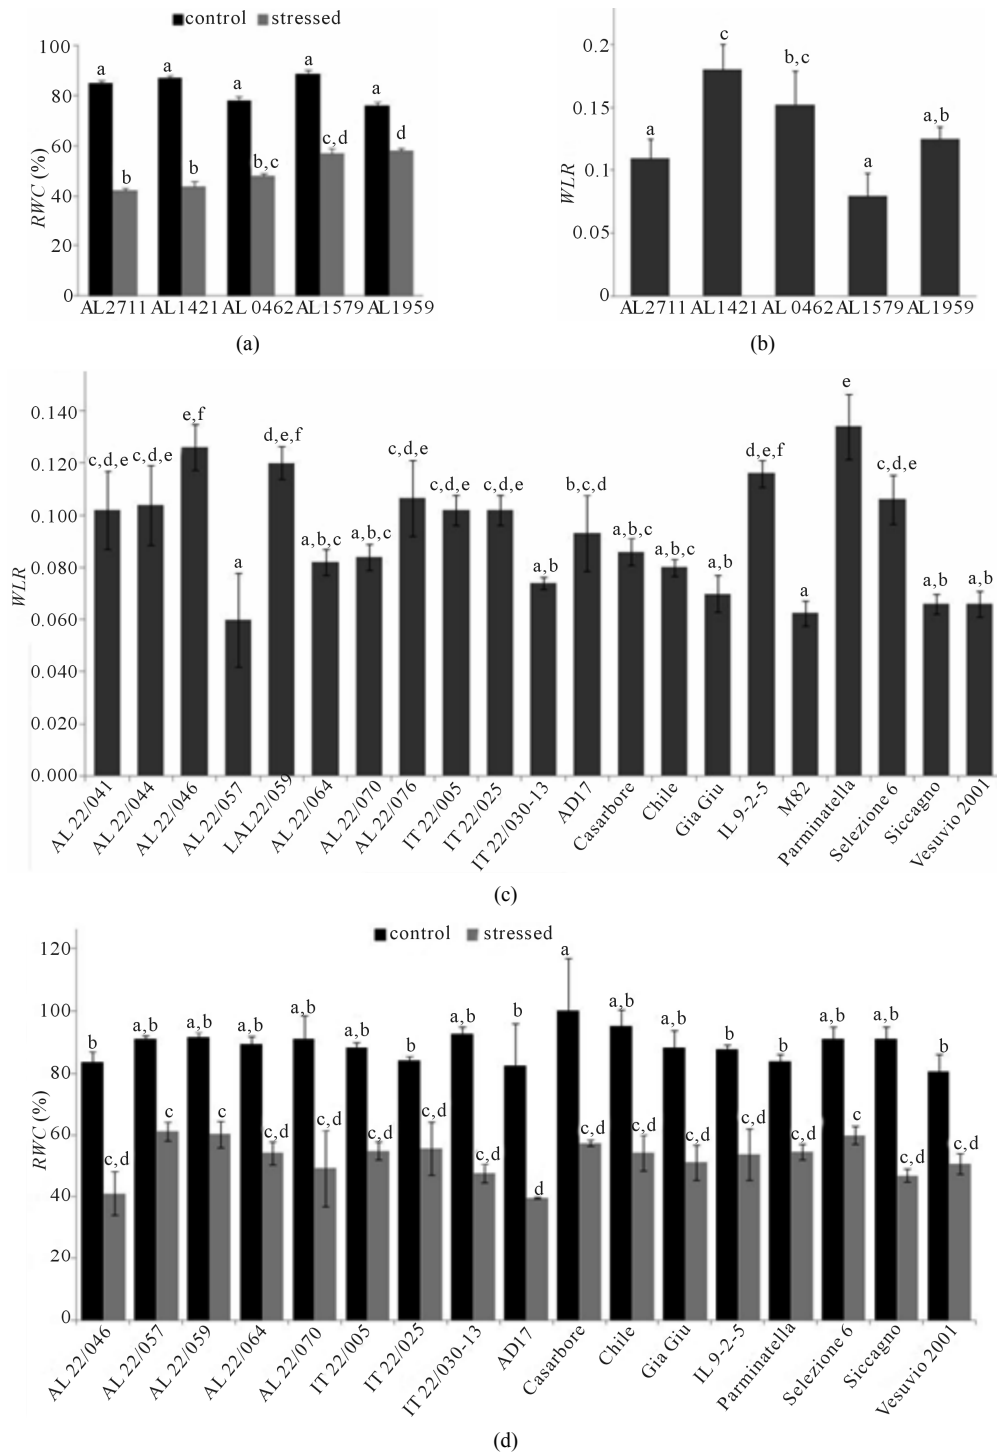 control stressed
100
80
60
40
20
0
RWC (%)
a a a a a
b b b,c c,d d
AL2711 AL1421 AL 0462 AL1579 AL1959
(a)
0.2
0.15
0.1
0.05
0
WLR
a c b,c a a,b
AL2711 AL1421 AL 0462 AL1579 AL1959
(b)
0.140
0.120
0.100
0.080
0.060
0.040
0.020
0.000
WLR
c,d,e c,d,e e,f a d,e,f a,b,c a,b,c c,d,e c,d,e c,d,e a,b b,c,d a,b,c a,b,c a,b d,e,f a e c,d,e a,b a,b
AL 22/041 AL 22/044 AL 22/046 AL 22/057 LAL22/059 AL 22/064 AL 22/070 AL 22/076 IT 22/005 IT 22/025 IT 22/030-13 AD17 Casarbore Chile Gia Giu IL 9-2-5 M82 Parminatella Selezione 6 Siccagno Vesuvio 2001
(c)
control stressed
120
100
80
60
40
20
0
RWC (%)
b a,b a,b a,b a,b a,b b a,b b a a,b a,b b b a,b a,b b
c,d c c c,d c,d c,d c,d c,d d c,d c,d c,d c,d c,d c c,d c,d
AL 22/046 AL 22/057 AL 22/059 AL 22/064 AL 22/070 IT 22/005 IT 22/025 IT 22/030-13 AD17 Casarbore Chile Gia Giu IL 9-2-5 Parminatella Selezione 6 Siccagno Vesuvio 2001
(d)